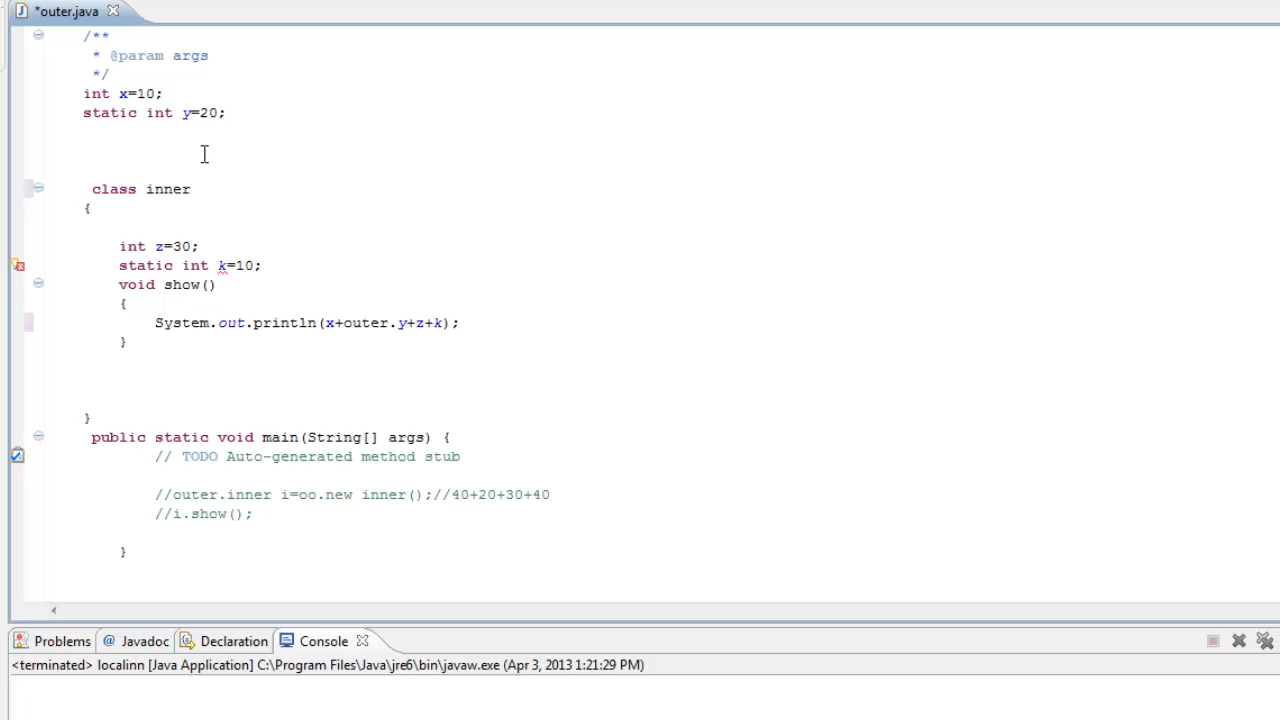 *outer.java
/**
* @param args
*/
int x=10;
static int y=20;
class inner
{
int z=30;
static int k=10;
void show()
{
System.out.println(x+outer.y+z+k);
}
}
public static void main(String[] args) {
// TODO Auto-generated method stub
//outer.inner i=oo.new inner();//40+20+30+40
//i.show();
}
Problems @ Javadoc Declaration Console
<terminated> localinn [Java Application] C:\Program Files\Java\jre6\bin\javaw.exe (Apr 3, 2013 1:21:29 PM)